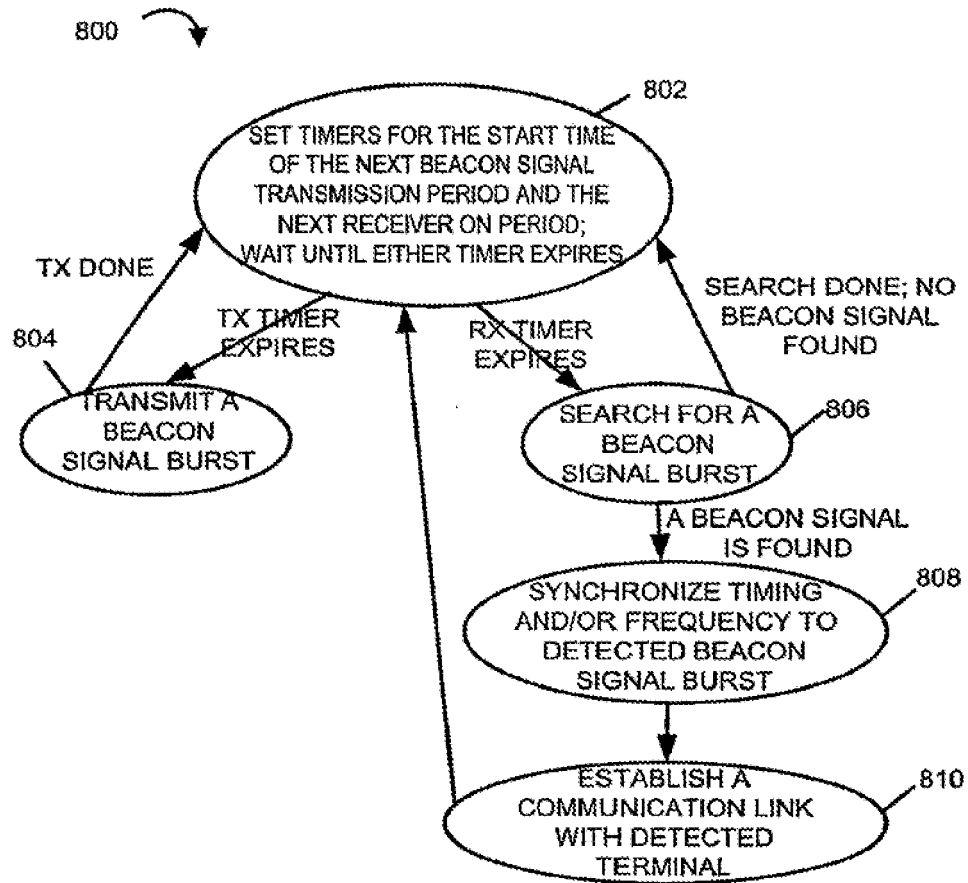 800
802
SET TIMERS FOR THE START TIME
OF THE NEXT BEACON SIGNAL
TRANSMISSION PERIOD AND THE
NEXT RECEIVER ON PERIOD;
WAIT UNTIL EITHER TIMER EXPIRES
TX DONE
TX TIMER
EXPIRES
RX TIMER
EXPIRES
SEARCH DONE; NO
BEACON SIGNAL
FOUND
804
TRANSMIT A
BEACON
SIGNAL BURST
806
SEARCH FOR A
BEACON
SIGNAL BURST
A BEACON SIGNAL
IS FOUND
808
SYNCHRONIZE TIMING
AND/OR FREQUENCY TO
DETECTED BEACON
SIGNAL BURST
810
ESTABLISH A
COMMUNICATION LINK
WITH DETECTED
TERMINAL